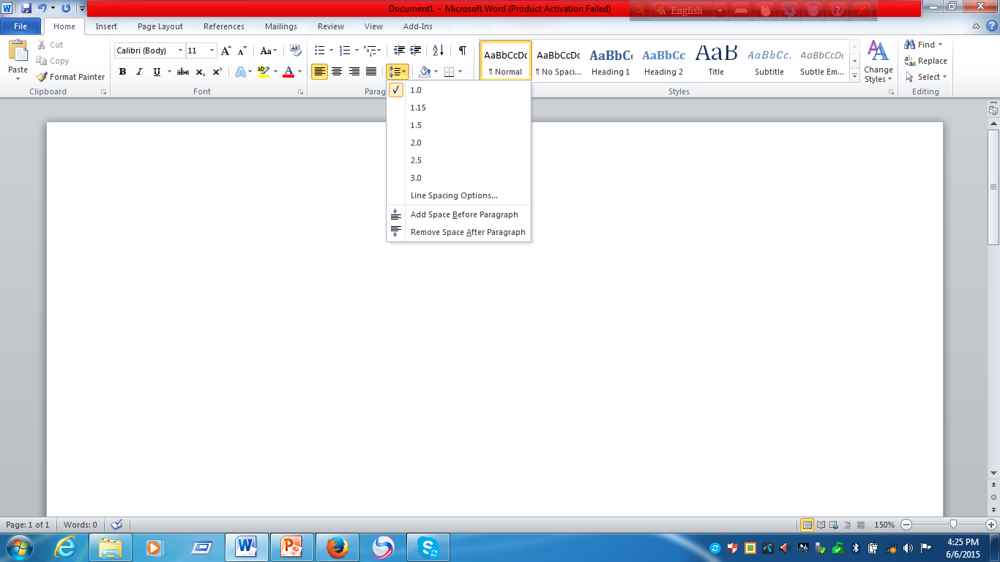 Document1 - Microsoft Word (Product Activation Failed)
English
File Home Insert Page Layout References Mailings Review View Add-Ins
Paste
Cut
Copy
Format Painter
Clipboard
Calibri (Body) 11
Font
Parag
AaBbCcDc AaBbCcDc AaBbCc AaBbCc AaB AaBbCc. AaBbCcDc
¶ Normal ¶ No Spaci... Heading 1 Heading 2 Title Subtitle Subtle Em...
Change
Styles
Styles
Find
Replace
Select
Editing
1.0
1.15
1.5
2.0
2.5
3.0
Line Spacing Options...
Add Space Before Paragraph
Remove Space After Paragraph
Page: 1 of 1 Words: 0 150%
4:25 PM
6/6/2015